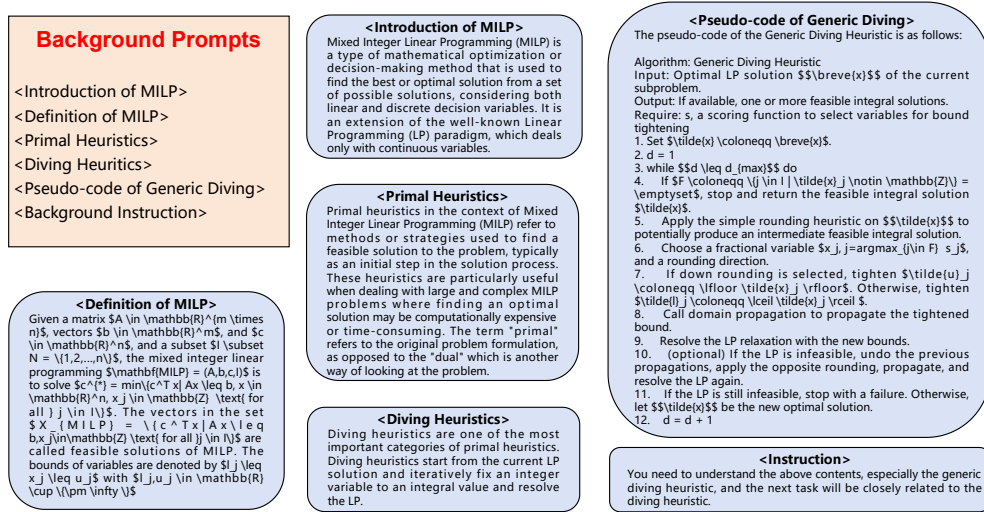 Background Prompts
<Introduction of MILP>
<Definition of MILP>
<Primal Heuristics>
<Diving Heuritics>
<Pseudo-code of Generic Diving>
<Background Instruction>
<Definition of MILP>
Given a matrix $A \in \mathbb{R}^{m \times
n}$, vectors $b \in \mathbb{R}^m$, and $c
\in \mathbb{R}^n$, and a subset $I \subset
N = \{1,2,...,n\}$, the mixed integer linear
programming $\mathbf{MILP} = (A,b,c,I)$ is
to solve $c^{*} = min\{c^T x| Ax \leq b, x \in
\mathbb{R}^n, x_j \in \mathbb{Z} \text{ for
all } j \in I\}$. The vectors in the set
$X_{MILP} = \{c^Tx|Ax\leq
b,x_j\in\mathbb{Z} \text{ for all }j \in I\}$ are
called feasible solutions of MILP. The
bounds of variables are denoted by $l_j \leq
x_j \leq u_j$ with $l_j,u_j \in \mathbb{R}
\cup \{\pm \infty \}$
<Introduction of MILP>
Mixed Integer Linear Programming (MILP) is
a type of mathematical optimization or
decision-making method that is used to
find the best or optimal solution from a set
of possible solutions, considering both
linear and discrete decision variables. It is
an extension of the well-known Linear
Programming (LP) paradigm, which deals
only with continuous variables.
<Primal Heuristics>
Primal heuristics in the context of Mixed
Integer Linear Programming (MILP) refer to
methods or strategies used to find a
feasible solution to the problem, typically
as an initial step in the solution process.
These heuristics are particularly useful
when dealing with large and complex MILP
problems where finding an optimal
solution may be computationally expensive
or time-consuming. The term "primal"
refers to the original problem formulation,
as opposed to the "dual" which is another
way of looking at the problem.
<Diving Heuristics>
Diving heuristics are one of the most
important categories of primal heuristics.
Diving heuristics start from the current LP
solution and iteratively fix an integer
variable to an integral value and resolve
the LP.
<Pseudo-code of Generic Diving>
The pseudo-code of the Generic Diving Heuristic is as follows:
Algorithm: Generic Diving Heuristic
Input: Optimal LP solution $$\breve{x}$$ of the current
subproblem.
Output: If available, one or more feasible integral solutions.
Require: s, a scoring function to select variables for bound
tightening
1. Set $\tilde{x} \coloneqq \breve{x}$.
2. d = 1
3. while $$d \leq d_{max}$$ do
4. If $F \coloneqq \{j \in I | \tilde{x}_j \notin \mathbb{Z}\} =
\emptyset$, stop and return the feasible integral solution
$\tilde{x}$.
5. Apply the simple rounding heuristic on $$\tilde{x}$$ to
potentially produce an intermediate feasible integral solution.
6. Choose a fractional variable $x_j, j=argmax_{j\in F} s_j$,
and a rounding direction.
7. If down rounding is selected, tighten $\tilde{u}_j
\coloneqq \lfloor \tilde{x}_j \rfloor$. Otherwise, tighten
$\tilde{l}_j \coloneqq \lceil \tilde{x}_j \rceil $.
8. Call domain propagation to propagate the tightened
bound.
9. Resolve the LP relaxation with the new bounds.
10. (optional) If the LP is infeasible, undo the previous
propagations, apply the opposite rounding, propagate, and
resolve the LP again.
11. If the LP is still infeasible, stop with a failure. Otherwise,
let $$\tilde{x}$$ be the new optimal solution.
12. d = d + 1
<Instruction>
You need to understand the above contents, especially the generic
diving heuristic, and the next task will be closely related to the
diving heuristic.